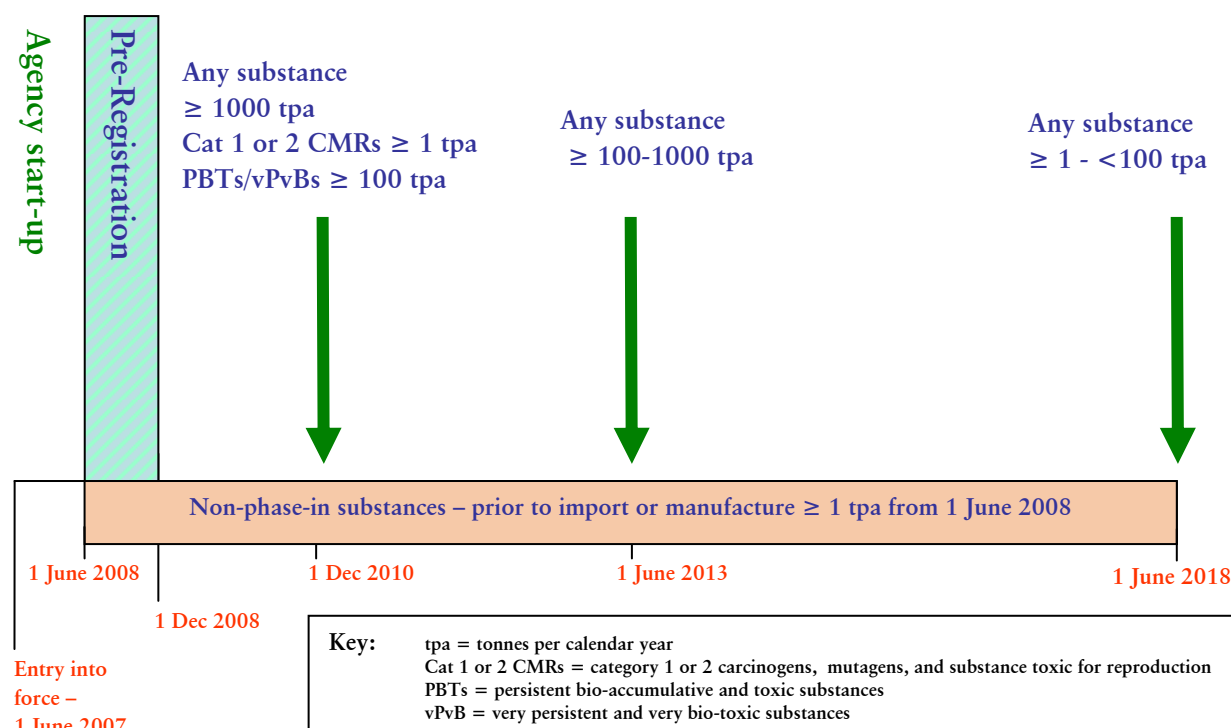 Agency start-up
Pre-Registration
Any substance
≥ 1000 tpa
Cat 1 or 2 CMRs ≥ 1 tpa
PBTs/vPvBs ≥ 100 tpa
Any substance
≥ 100-1000 tpa
Any substance
≥ 1 - <100 tpa
Non-phase-in substances – prior to import or manufacture ≥ 1 tpa from 1 June 2008
1 June 2008
1 Dec 2010
1 June 2013
1 June 2018
1 Dec 2008
Entry into
force –
1 June 2007
Key:
tpa = tonnes per calendar year
Cat 1 or 2 CMRs = category 1 or 2 carcinogens, mutagens, and substance toxic for reproduction
PBTs = persistent bio-accumulative and toxic substances
vPvB = very persistent and very bio-toxic substances